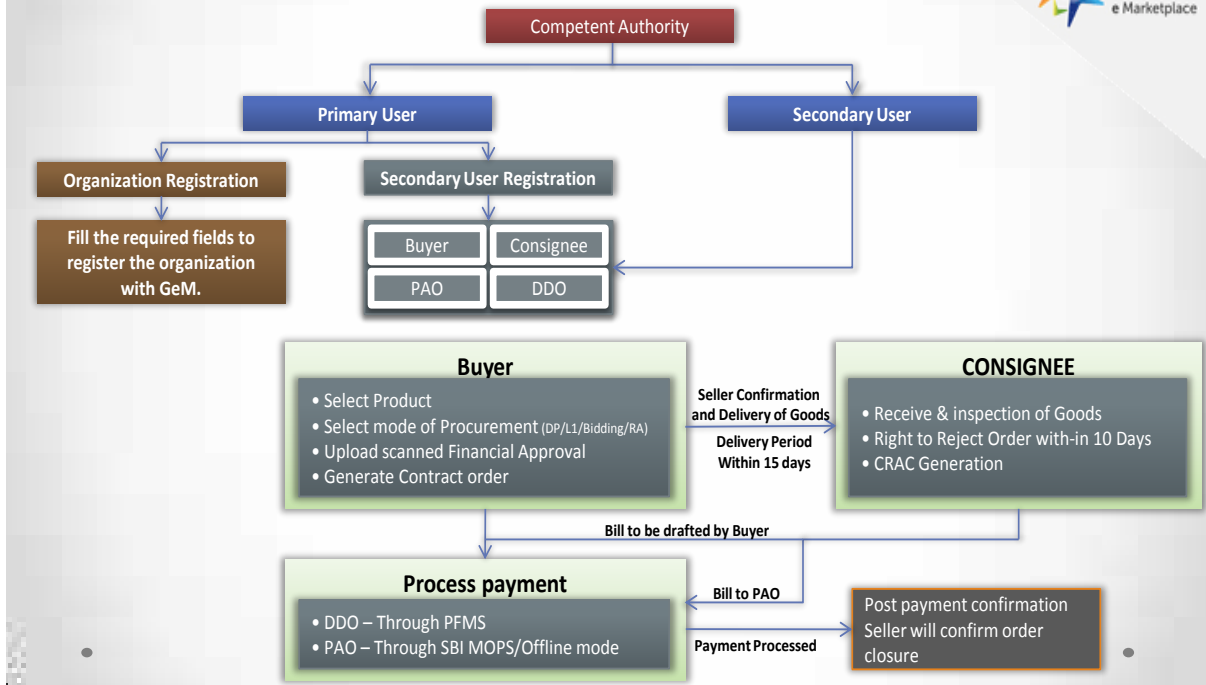 e Marketplace
Competent Authority
Primary User
Secondary User
Organization Registration
Secondary User Registration
Fill the required fields to
register the organization
with GeM.
Buyer
Consignee
PAO
DDO
Buyer
• Select Product
• Select mode of Procurement (DP/L1/Bidding/RA)
• Upload scanned Financial Approval
• Generate Contract order
Seller Confirmation
and Delivery of Goods
Delivery Period
Within 15 days
CONSIGNEE
• Receive & inspection of Goods
• Right to Reject Order with-in 10 Days
• CRAC Generation
Bill to be drafted by Buyer
Process payment
• DDO – Through PFMS
• PAO – Through SBI MOPS/Offline mode
Bill to PAO
Payment Processed
Post payment confirmation
Seller will confirm order
closure